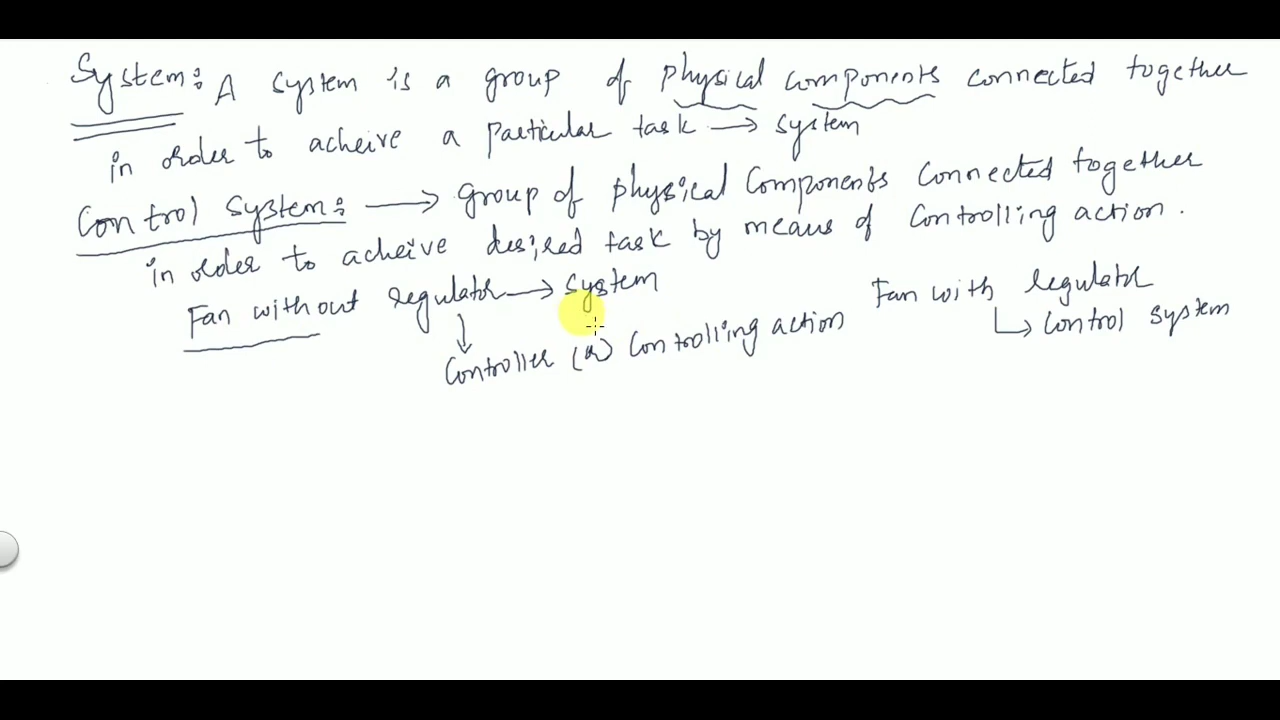 System: A system is a group of physical components connected together
in order to acheive a particular task → system
Control system: → group of physical components connected together
in order to acheive desired task by means of controlling action.
Fan without regulator → system Fan with regulator
↓ ↳ control system
Controller (or) controlling action